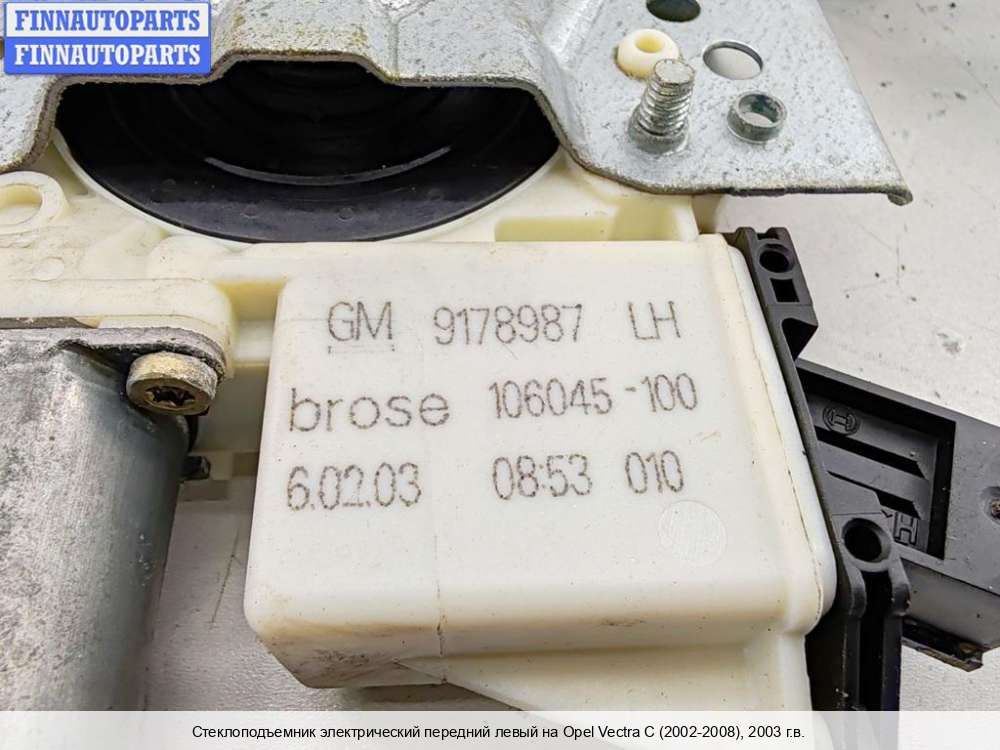 FINNAUTOPARTS
FINNAUTOPARTS
GM 9178987 LH
brose 106045-100
6.02.03 08:53 010
Стеклоподъемник электрический передний левый на Opel Vectra C (2002-2008), 2003 г.в.